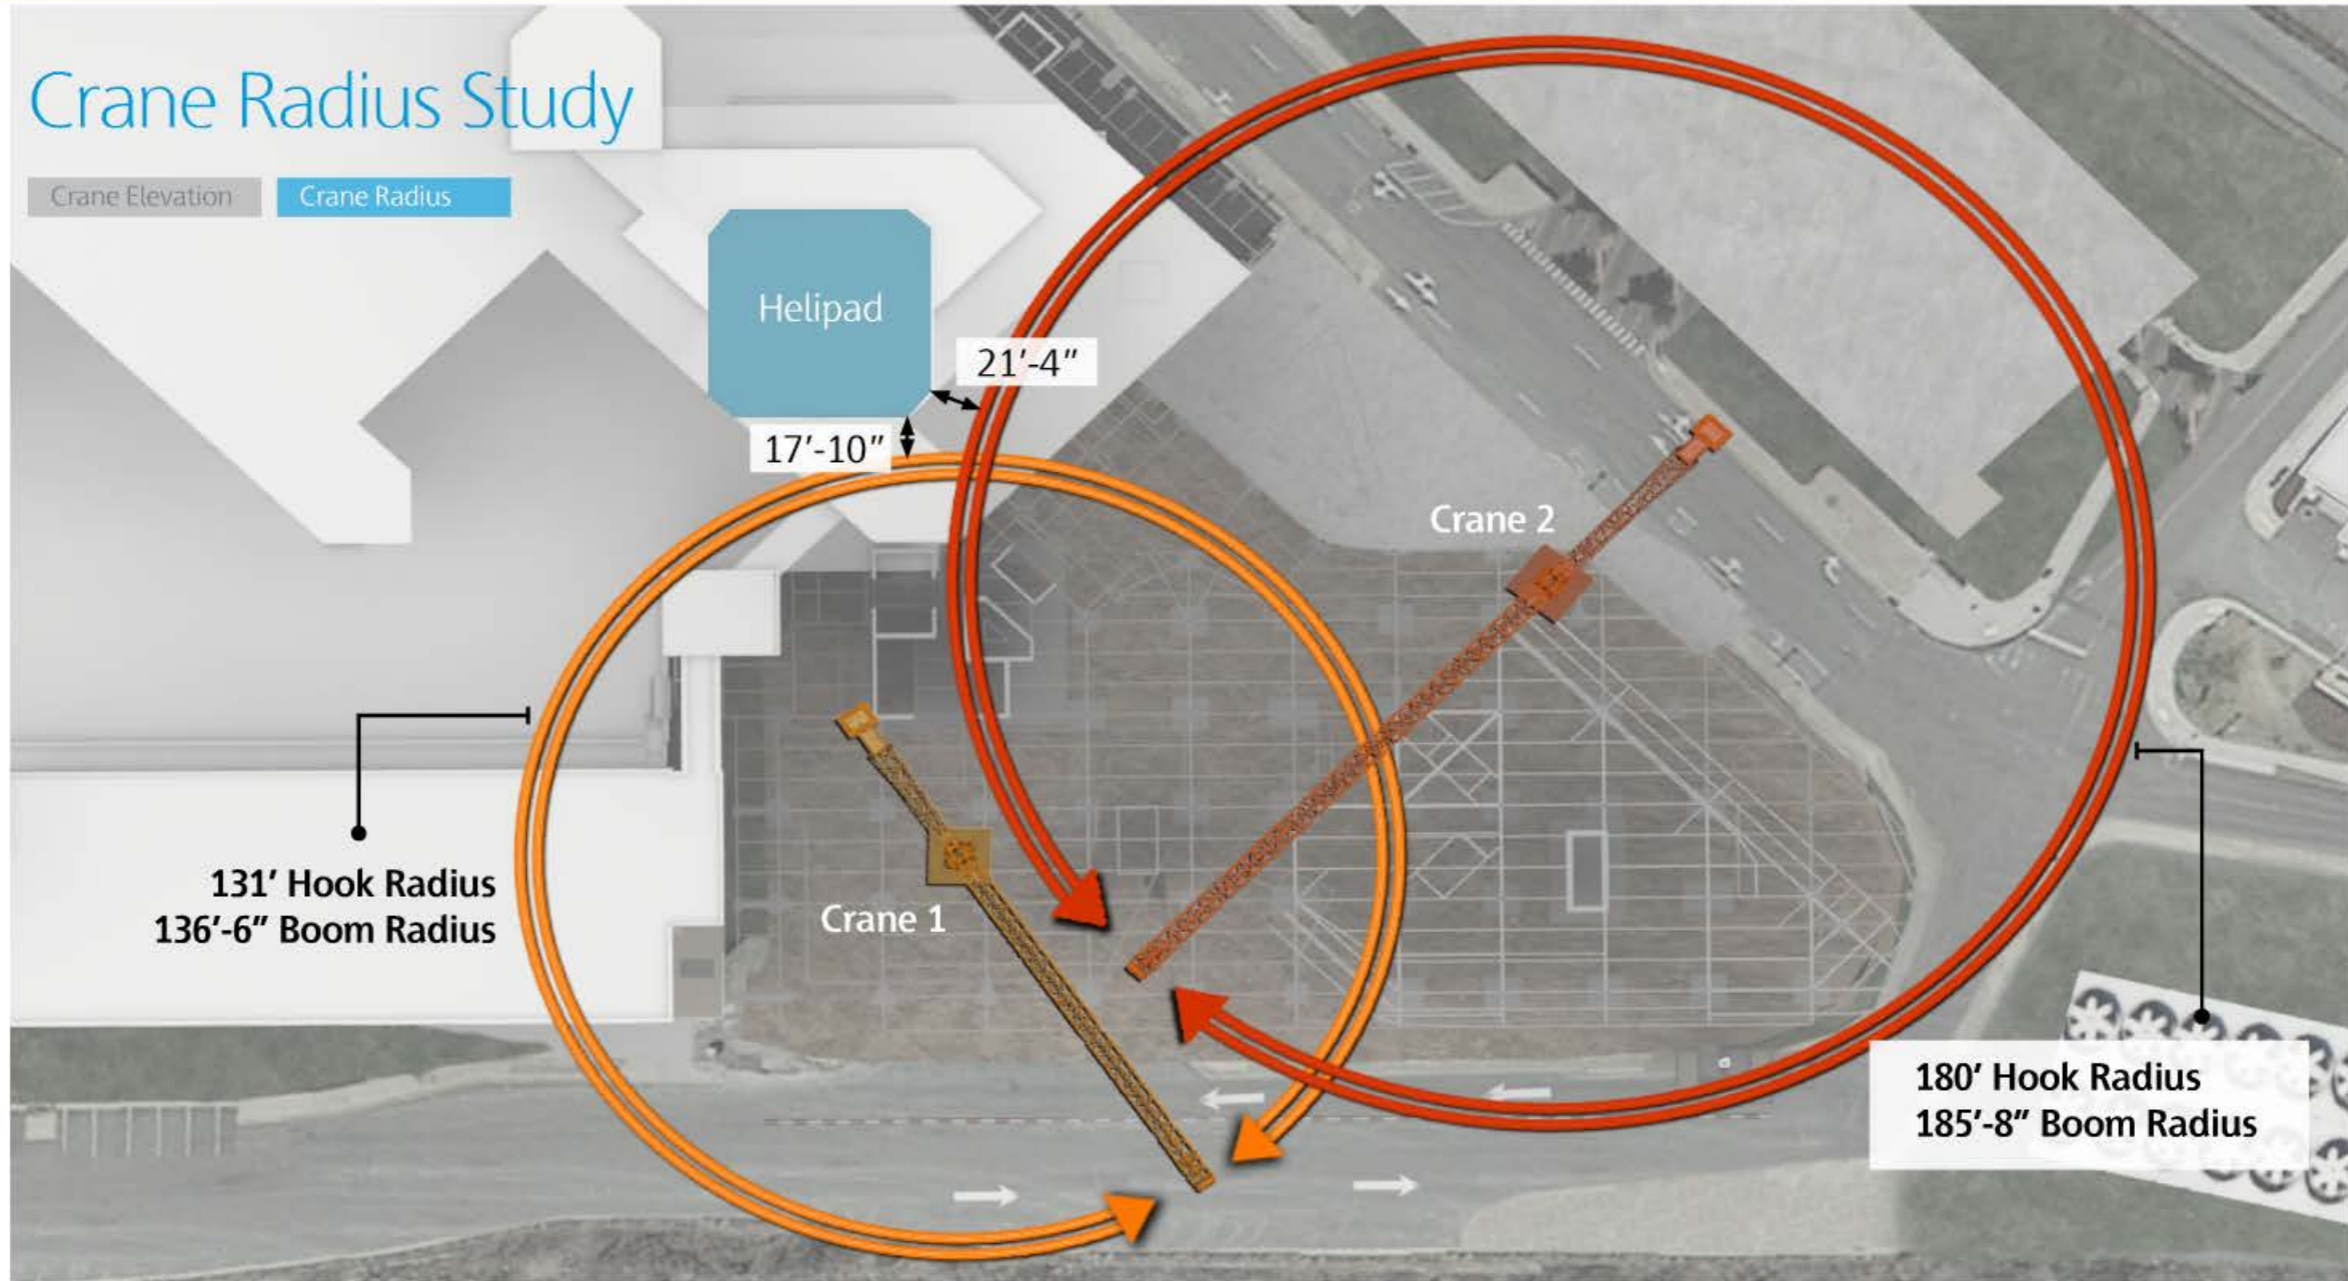 Crane Radius Study
Crane Elevation
Crane Radius
Helipad
21′-4″
17′-10″
Crane 2
Crane 1
131′ Hook Radius
136′-6″ Boom Radius
180′ Hook Radius
185′-8″ Boom Radius